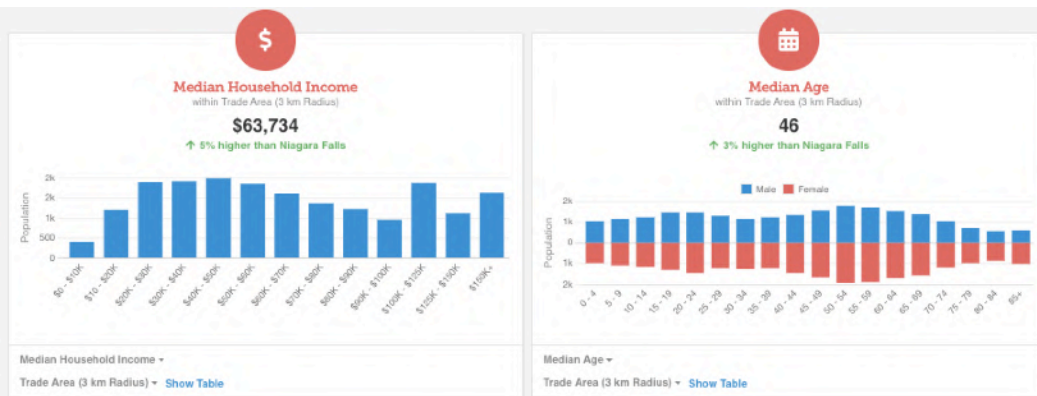 $
Median Household Income
within Trade Area (3 km Radius)
$63,734
↑ 5% higher than Niagara Falls
Population
2k
2k
1k
500
0
$0 - $10K
$10 - $20K
$20K - $30K
$30K - $40K
$40K - $50K
$50K - $60K
$60K - $70K
$70K - $80K
$80K - $90K
$90K - $100K
$100K - $125K
$125K - $150K
$150K+
Median Household Income
Trade Area (3 km Radius) Show Table
Median Age
within Trade Area (3 km Radius)
46
↑ 3% higher than Niagara Falls
Male Female
Population
2k
1k
0
1k
2k
0 - 4
5 - 9
10 - 14
15 - 19
20 - 24
25 - 29
30 - 34
35 - 39
40 - 44
45 - 49
50 - 54
55 - 59
60 - 64
65 - 69
70 - 74
75 - 79
80 - 84
85+
Median Age
Trade Area (3 km Radius) Show Table